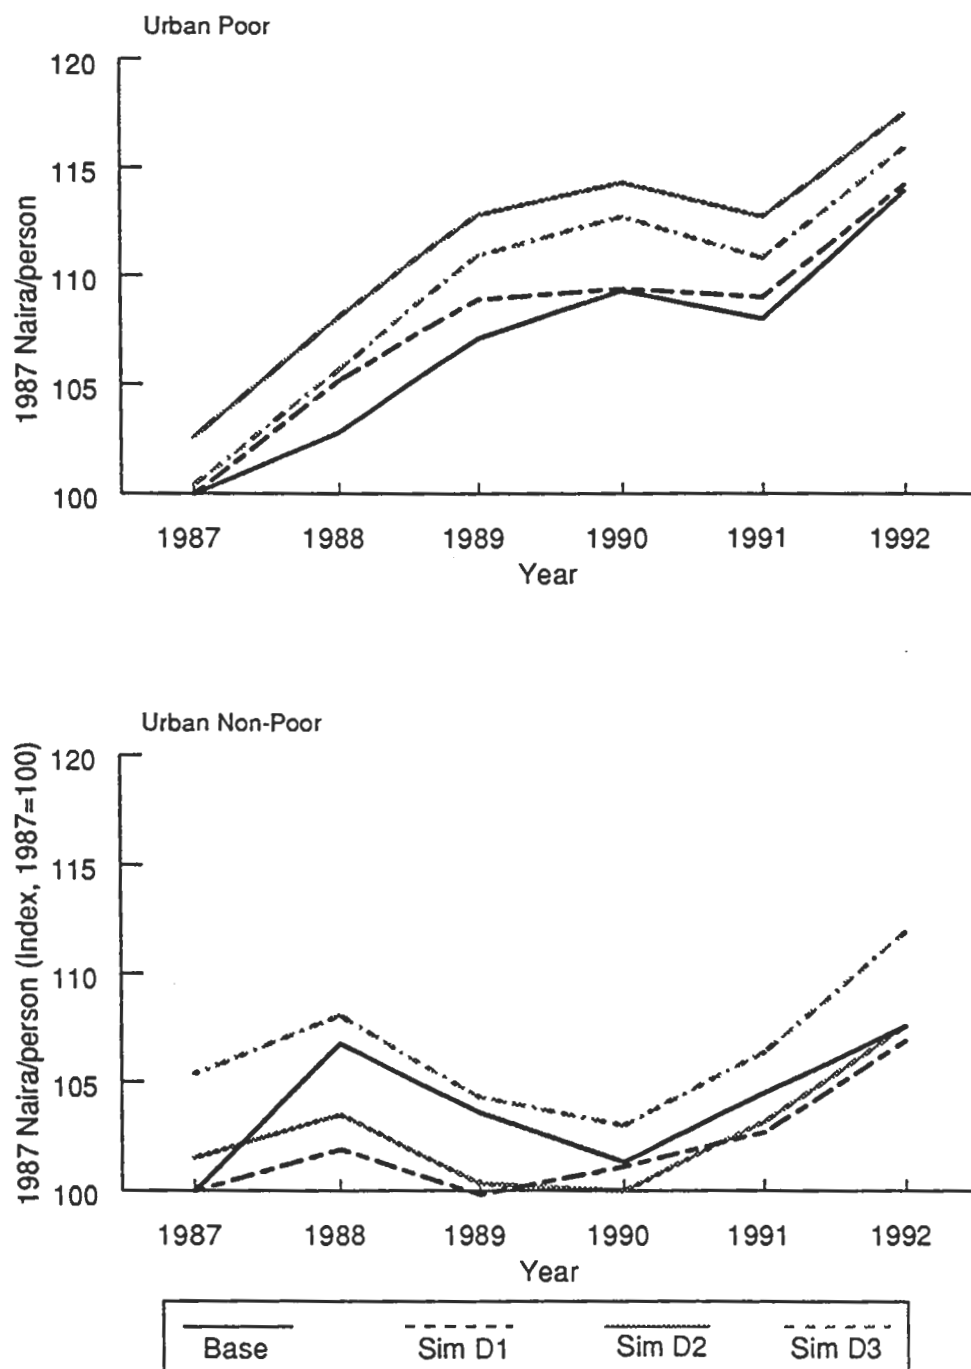 Urban Poor
1987 Naira/person
120
115
110
105
100
1987 1988 1989 1990 1991 1992
Year
Urban Non-Poor
1987 Naira/person (Index, 1987=100)
120
115
110
105
100
1987 1988 1989 1990 1991 1992
Year
Base Sim D1 Sim D2 Sim D3